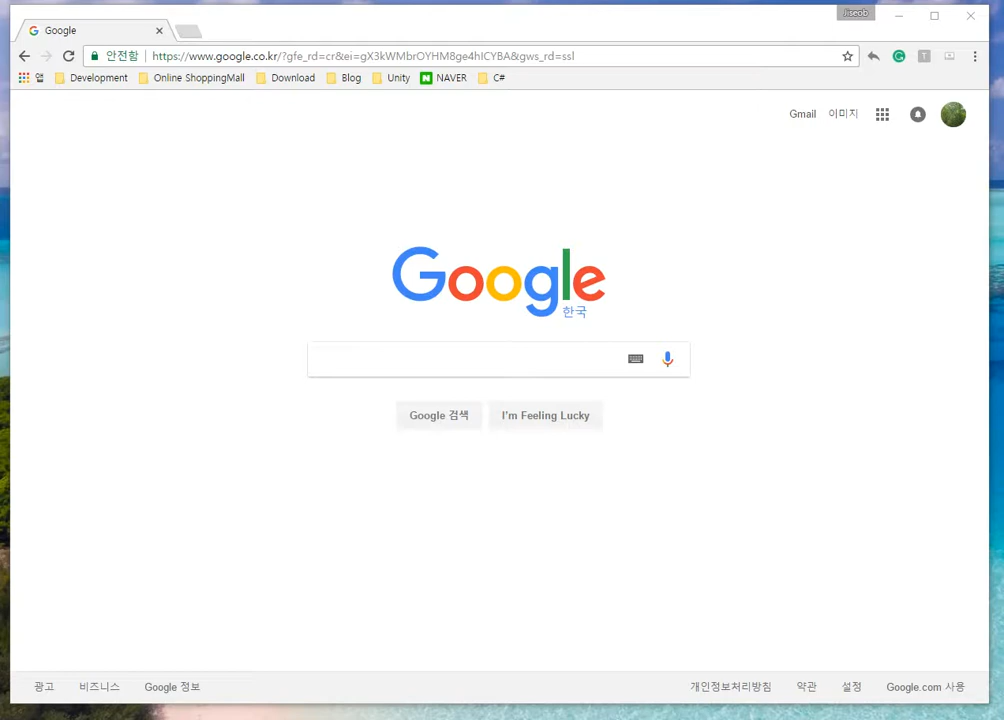 Jiseob
Google
안전함 https://www.google.co.kr/?gfe_rd=cr&ei=gX3kWMbrOYHM8ge4hICYBA&gws_rd=ssl
앱 Development Online ShoppingMall Download Blog Unity N NAVER C#
Gmail 이미지
Google
한국
Google 검색 I'm Feeling Lucky
광고 비즈니스 Google 정보 개인정보처리방침 약관 설정 Google.com 사용